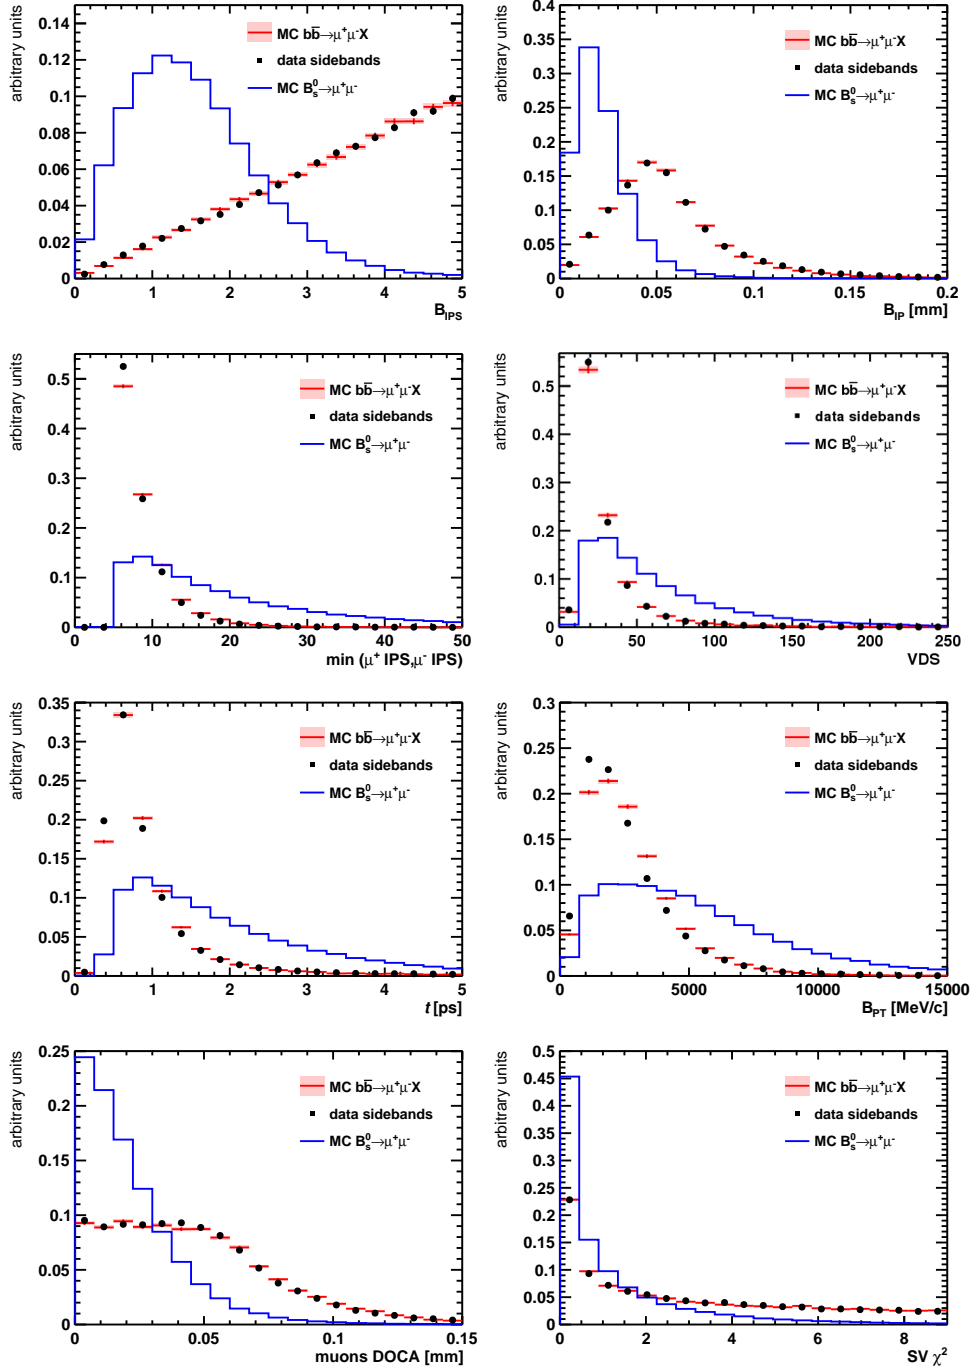 arbitrary units
0.14
0.12
0.1
0.08
0.06
0.04
0.02
0
MC bb̅→μ⁺μ⁻X
data sidebands
MC B⁰ₛ→μ⁺μ⁻
0 1 2 3 4 5
B_IPS
arbitrary units
0.4
0.35
0.3
0.25
0.2
0.15
0.1
0.05
0
MC bb̅→μ⁺μ⁻X
data sidebands
MC B⁰ₛ→μ⁺μ⁻
0 0.05 0.1 0.15 0.2
B_IP [mm]
arbitrary units
0.5
0.4
0.3
0.2
0.1
0
MC bb̅→μ⁺μ⁻X
data sidebands
MC B⁰ₛ→μ⁺μ⁻
0 10 20 30 40 50
min (μ⁺ IPS,μ⁻ IPS)
arbitrary units
0.5
0.4
0.3
0.2
0.1
0
MC bb̅→μ⁺μ⁻X
data sidebands
MC B⁰ₛ→μ⁺μ⁻
0 50 100 150 200 250
VDS
arbitrary units
0.35
0.3
0.25
0.2
0.15
0.1
0.05
0
MC bb̅→μ⁺μ⁻X
data sidebands
MC B⁰ₛ→μ⁺μ⁻
0 1 2 3 4 5
t [ps]
arbitrary units
0.3
0.25
0.2
0.15
0.1
0.05
0
MC bb̅→μ⁺μ⁻X
data sidebands
MC B⁰ₛ→μ⁺μ⁻
0 5000 10000 15000
B_PT [MeV/c]
arbitrary units
0.25
0.2
0.15
0.1
0.05
0
MC bb̅→μ⁺μ⁻X
data sidebands
MC B⁰ₛ→μ⁺μ⁻
0 0.05 0.1 0.15
muons DOCA [mm]
arbitrary units
0.5
0.45
0.4
0.35
0.3
0.25
0.2
0.15
0.1
0.05
0
MC bb̅→μ⁺μ⁻X
data sidebands
MC B⁰ₛ→μ⁺μ⁻
0 2 4 6 8
SV χ²